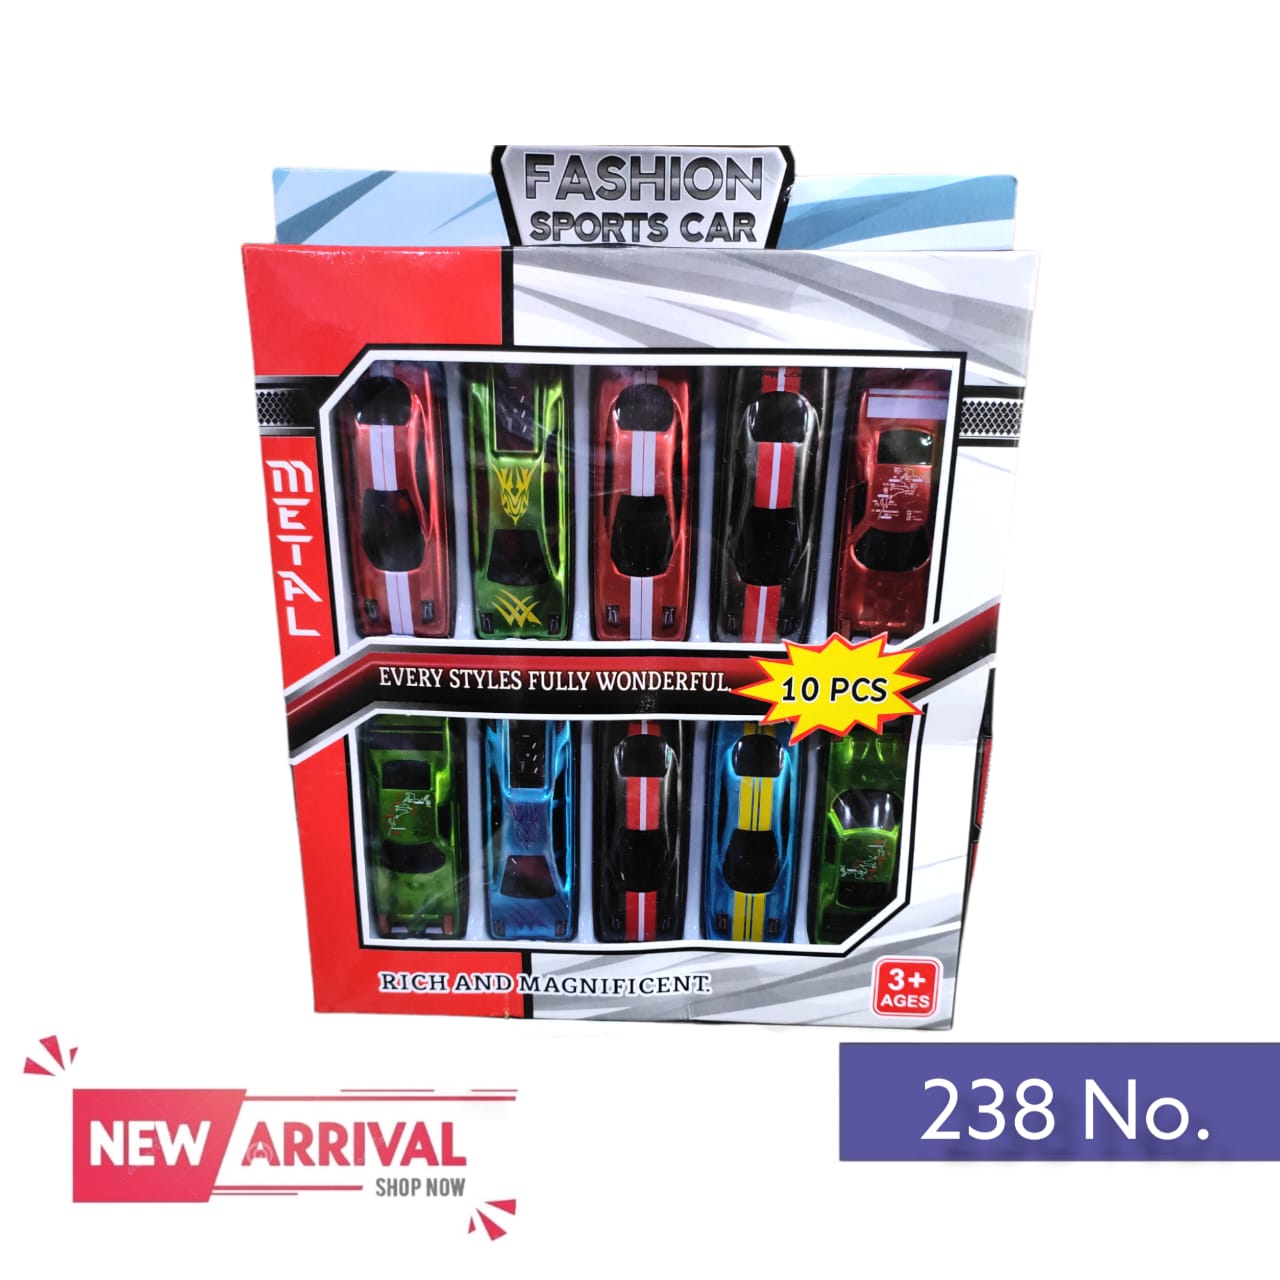 FASHION
SPORTS CAR
METAL
EVERY STYLES FULLY WONDERFUL.
10 PCS
RICH AND MAGNIFICENT.
3+
AGES
NEW ARRIVAL
SHOP NOW
238 No.